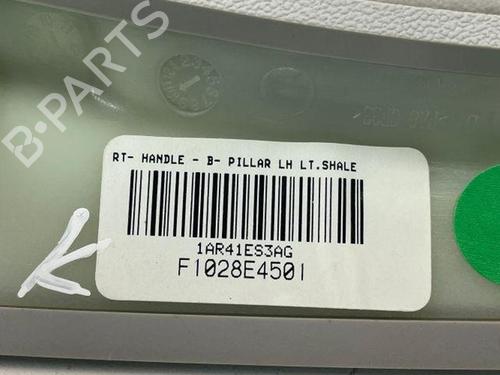 B-PARTS
RT- HANDLE - B- PILLAR LH LT.SHALE
1AR41ES3AG
F1028E4501
K